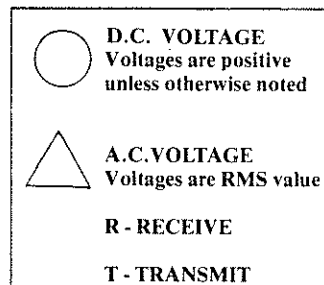 D.C. VOLTAGE
Voltages are positive
unless otherwise noted
A.C.VOLTAGE
Voltages are RMS value
R - RECEIVE
T - TRANSMIT